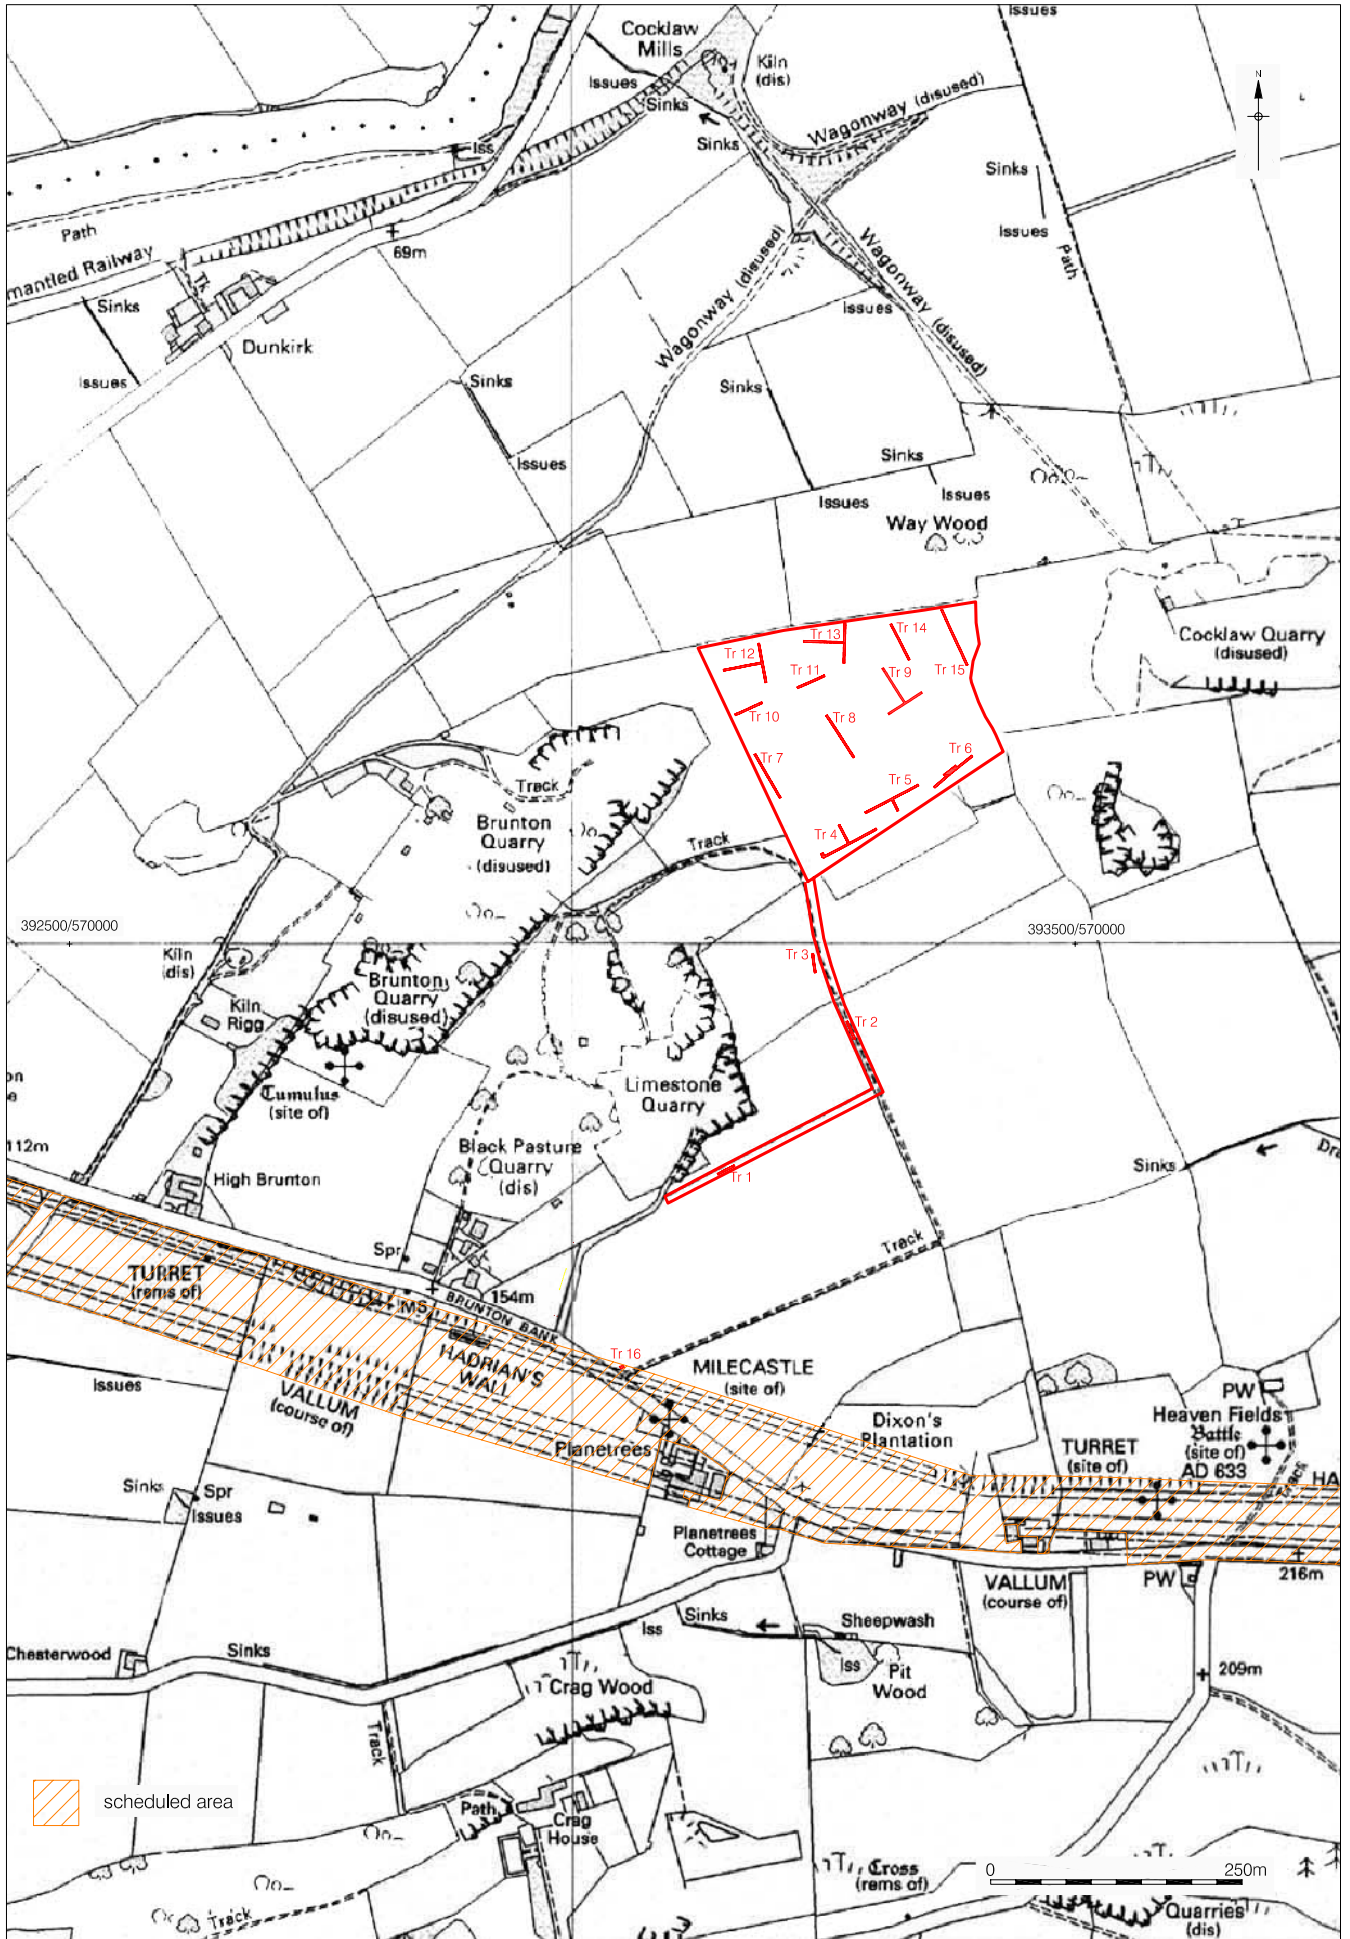 Issues
Cocklaw
Mills
Kiln
(dis)
Issues
Sinks
Wagonway (disused)
N
Sinks
Iss
Sinks
Issues
Path
Path
69m
mantled Railway
Tk
Sinks
Dunkirk
Issues
Wagonway (disused)
Wagonway (disused)
Issues
Sinks
Sinks
Issues
Sinks
Issues
Issues
Way Wood
Cocklaw Quarry
(disused)
Tr 13
Tr 14
Tr 12
Tr 11
Tr 9
Tr 15
Tr 10
Tr 8
Tr 7
Tr 6
Tr 5
Tr 4
Track
Brunton
Quarry
(disused)
Track
392500/570000
393500/570000
Kiln
(dis)
Tr 3
Brunton
Quarry
(disused)
Kiln
Rigg
Tr 2
Tumulus
(site of)
Limestone
Quarry
on
e
112m
Black Pasture
Quarry
(dis)
High Brunton
Tr 1
Sinks
Dra
Spr
Track
TURRET
(rems of)
MS
154m
BRUNTON BANK
HADRIAN'S
WALL
Tr 16
MILECASTLE
(site of)
Issues
VALLUM
(course of)
PW
Heaven Fields
Battle
(site of)
AD 633
Dixon's
Plantation
Planetrees
TURRET
(site of)
HA
Sinks
Spr
Issues
Planetrees
Cottage
VALLUM
(course of)
PW
216m
Sinks
Sheepwash
Iss
Iss
Pit
Wood
Chesterwood
Sinks
209m
Crag Wood
Track
scheduled area
Path
Crag
House
Cross
(rems of)
0
250m
Track
Quarries
(dis)